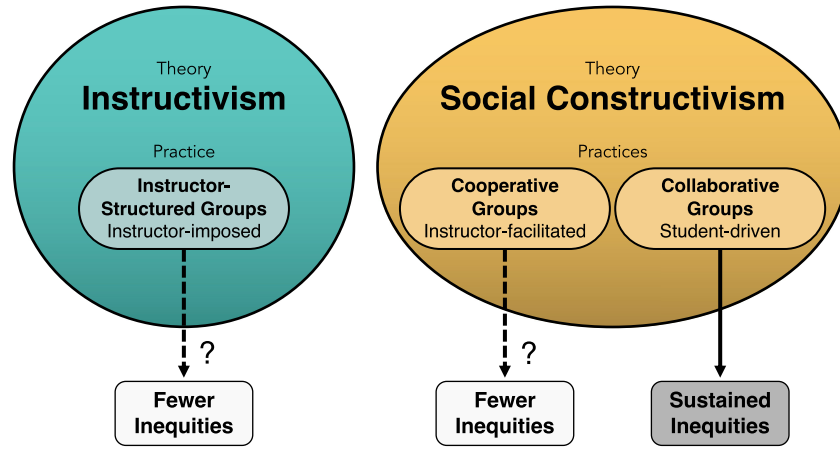 Theory
Instructivism
Practice
Instructor-
Structured Groups
Instructor-imposed
?
Fewer
Inequities
Theory
Social Constructivism
Practices
Cooperative
Groups
Instructor-facilitated
?
Fewer
Inequities
Collaborative
Groups
Student-driven
Sustained
Inequities